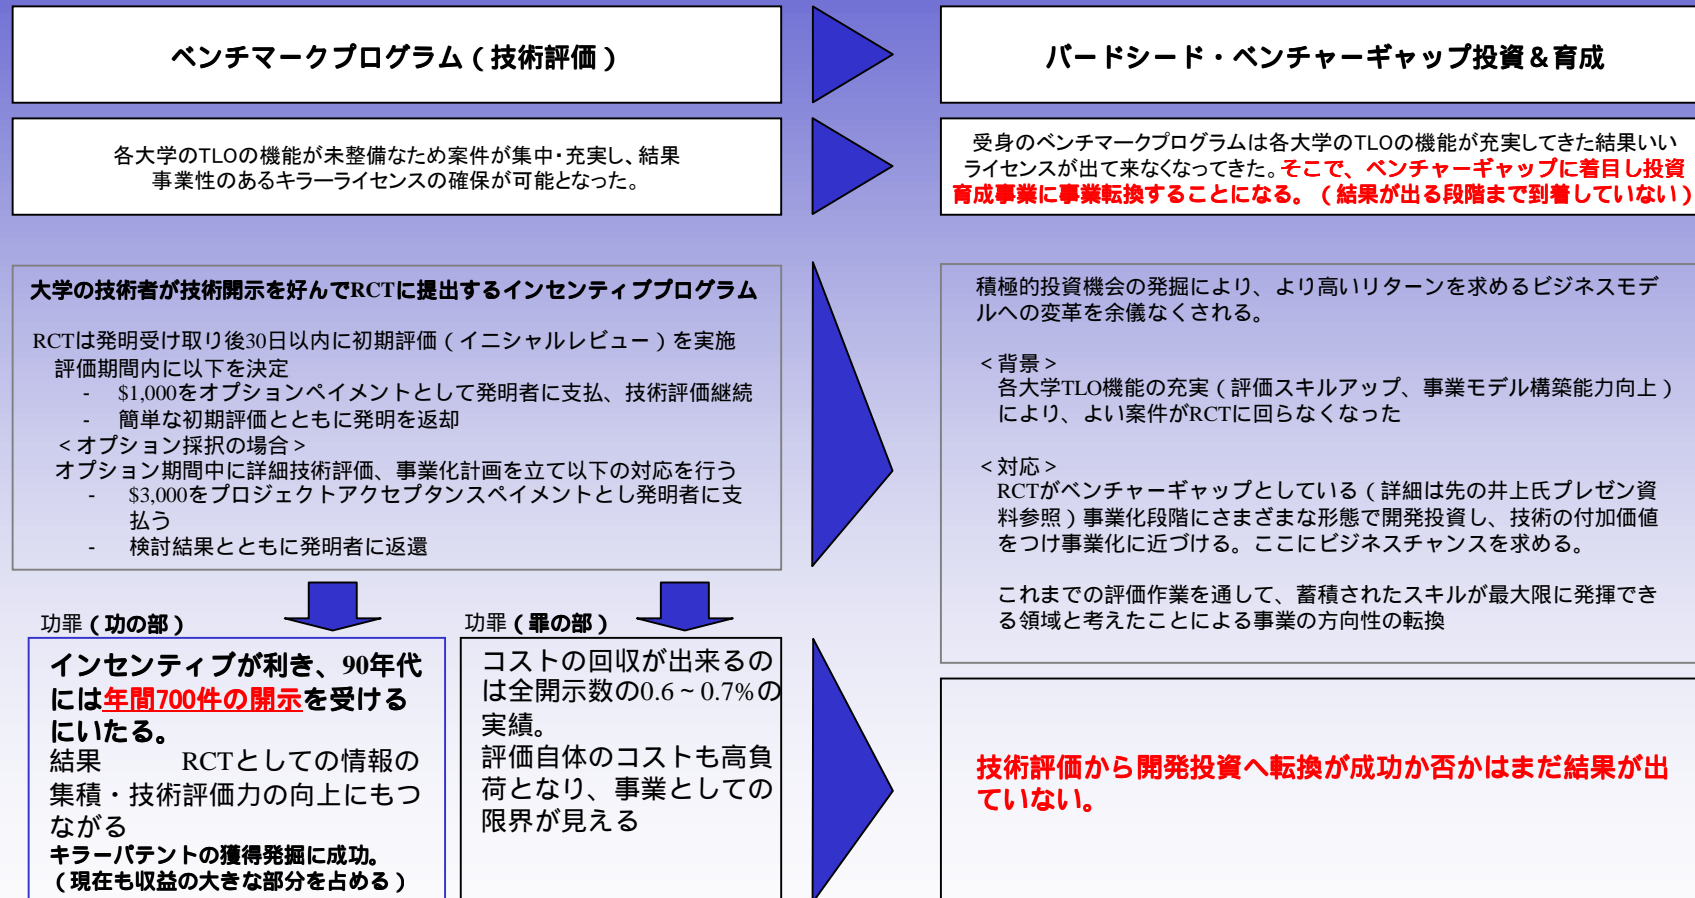 ベンチマークプログラム（技術評価）
バードシード・ベンチャーギャップ投資＆育成
各大学のTLOの機能が未整備なため案件が集中・充実し、結果
事業性のあるキラーライセンスの確保が可能となった。
受身のベンチマークプログラムは各大学のTLOの機能が充実してきた結果いい
ライセンスが出て来なくなってきた。そこで、ベンチャーギャップに着目し投資
育成事業に事業転換することになる。（結果が出る段階まで到着していない）
大学の技術者が技術開示を好んでRCTに提出するインセンティブプログラム
RCTは発明受け取り後30日以内に初期評価（イニシャルレビュー）を実施
評価期間内に以下を決定
- $1,000をオプションペイメントとして発明者に支払、技術評価継続
- 簡単な初期評価とともに発明を返却
＜オプション採択の場合＞
オプション期間中に詳細技術評価、事業化計画を立て以下の対応を行う
- $3,000をプロジェクトアクセプタンスペイメントとし発明者に支
払う
- 検討結果とともに発明者に返還
積極的投資機会の発掘により、より高いリターンを求めるビジネスモデ
ルへの変革を余儀なくされる。
＜背景＞
各大学TLO機能の充実（評価スキルアップ、事業モデル構築能力向上）
により、よい案件がRCTに回らなくなった
＜対応＞
RCTがベンチャーギャップとしている（詳細は先の井上氏プレゼン資
料参照）事業化段階にさまざまな形態で開発投資し、技術の付加価値
をつけ事業化に近づける。ここにビジネスチャンスを求める。
これまでの評価作業を通して、蓄積されたスキルが最大限に発揮でき
る領域と考えたことによる事業の方向性の転換
功罪（功の部）
インセンティブが利き、90年代
には年間700件の開示を受ける
にいたる。
結果　　　RCTとしての情報の
集積・技術評価力の向上にもつ
ながる
キラーパテントの獲得発掘に成功。
（現在も収益の大きな部分を占める）
功罪（罪の部）
コストの回収が出来るの
は全開示数の0.6～0.7%の
実績。
評価自体のコストも高負
荷となり、事業としての
限界が見える
技術評価から開発投資へ転換が成功か否かはまだ結果が出
ていない。